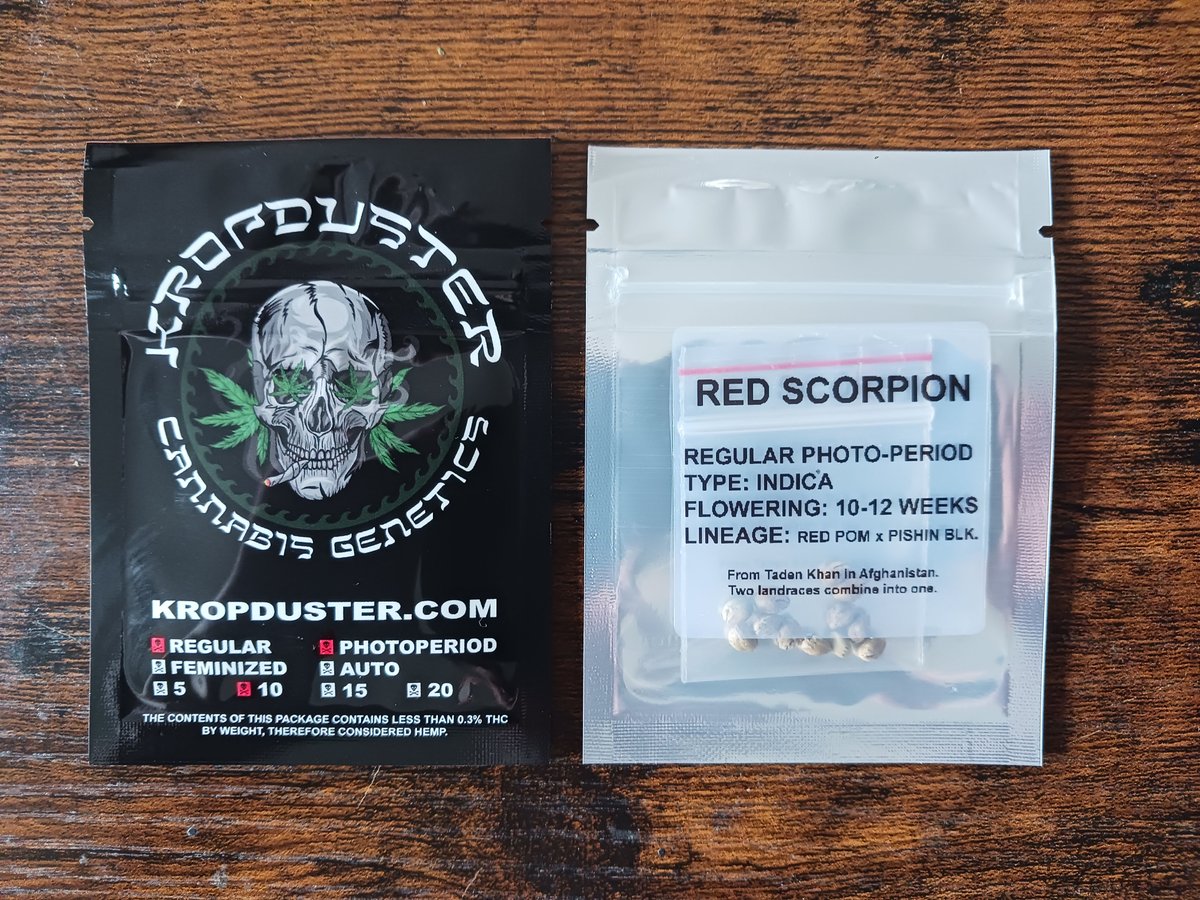 KROPDUSTER
CANNABIS GENETICS
KROPDUSTER.COM
REGULAR PHOTOPERIOD
FEMINIZED AUTO
5 10 15 20
THE CONTENTS OF THIS PACKAGE CONTAINS LESS THAN 0.3% THC
BY WEIGHT, THEREFORE CONSIDERED HEMP.
RED SCORPION
REGULAR PHOTO-PERIOD
TYPE: INDICA
FLOWERING: 10-12 WEEKS
LINEAGE: RED POM x PISHIN BLK.
From Taden Khan in Afghanistan.
Two landraces combine into one.